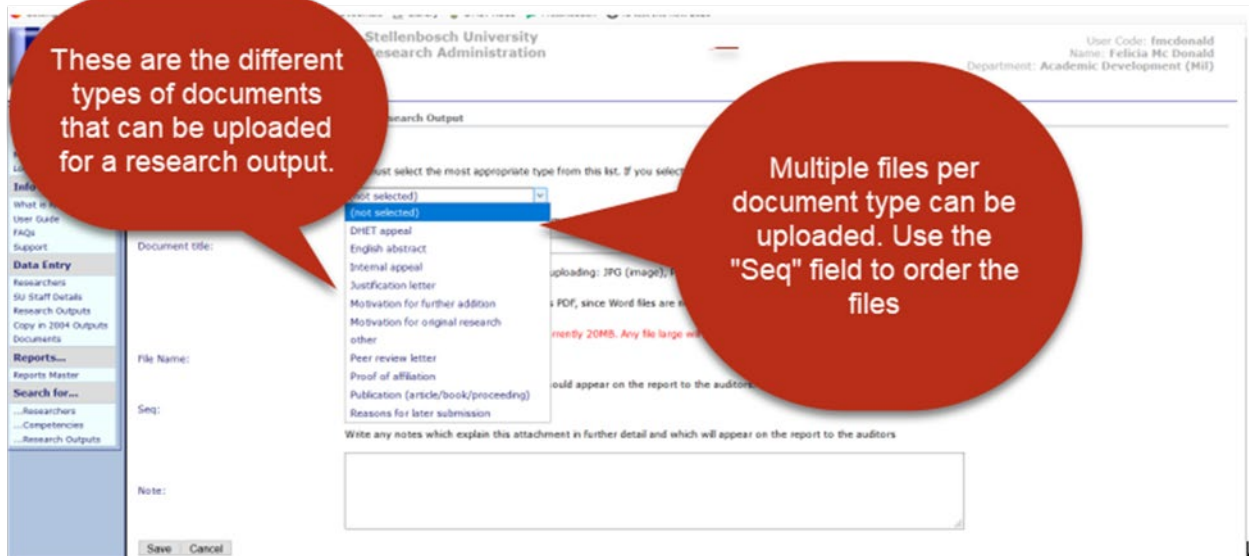 Stellenbosch University
Research Administration
User Code: fmcdonald
Name: Felicia Mc Donald
Department: Academic Development (Mil)
These are the different
types of documents
that can be uploaded
for a research output.
Multiple files per
document type can be
uploaded. Use the
"Seq" field to order the
files
Research Output
must select the most appropriate type from this list. If you select
(not selected)
(not selected)
DHET appeal
English abstract
Internal appeal
Justification letter
Motivation for further addition
Motivation for original research
other
Peer review letter
Proof of affiliation
Publication (article/book/proceeding)
Reasons for later submission
What is
User Guide
FAQs
Support
Data Entry
Researchers
SU Staff Details
Research Outputs
Copy in 2004 Outputs
Documents
Reports...
Reports Master
Search for...
...Researchers
...Competencies
...Research Outputs
Document title:
uploading: JPG (image),
PDF, since Word files are
currently 20MB. Any file large
File Name:
should appear on the report to the auditors
Seq:
Write any notes which explain this attachment in further detail and which will appear on the report to the auditors
Note:
Save Cancel